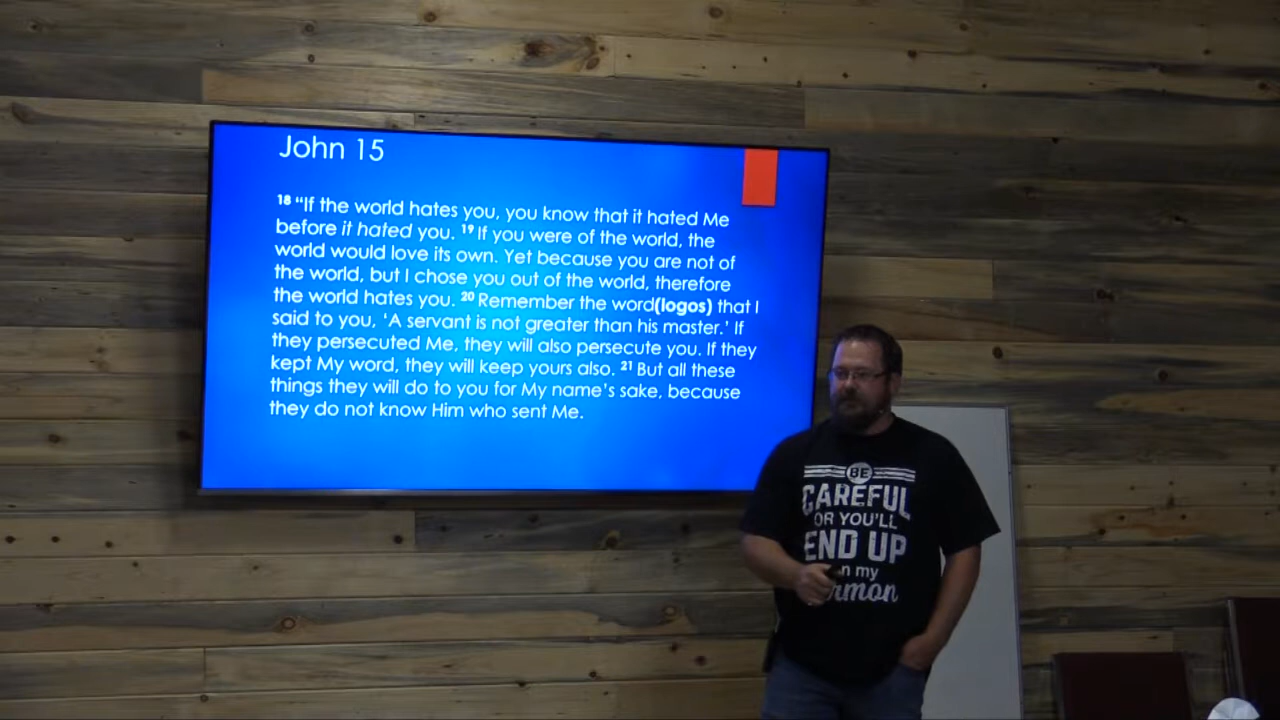 John 15
18 “If the world hates you, you know that it hated Me
before it hated you. 19 If you were of the world, the
world would love its own. Yet because you are not of
the world, but I chose you out of the world, therefore
the world hates you. 20 Remember the word(logos) that I
said to you, ‘A servant is not greater than his master.’ If
they persecuted Me, they will also persecute you. If they
kept My word, they will keep yours also. 21 But all these
things they will do to you for My name’s sake, because
they do not know Him who sent Me.
BE
CAREFUL
OR YOU'LL
END UP
my